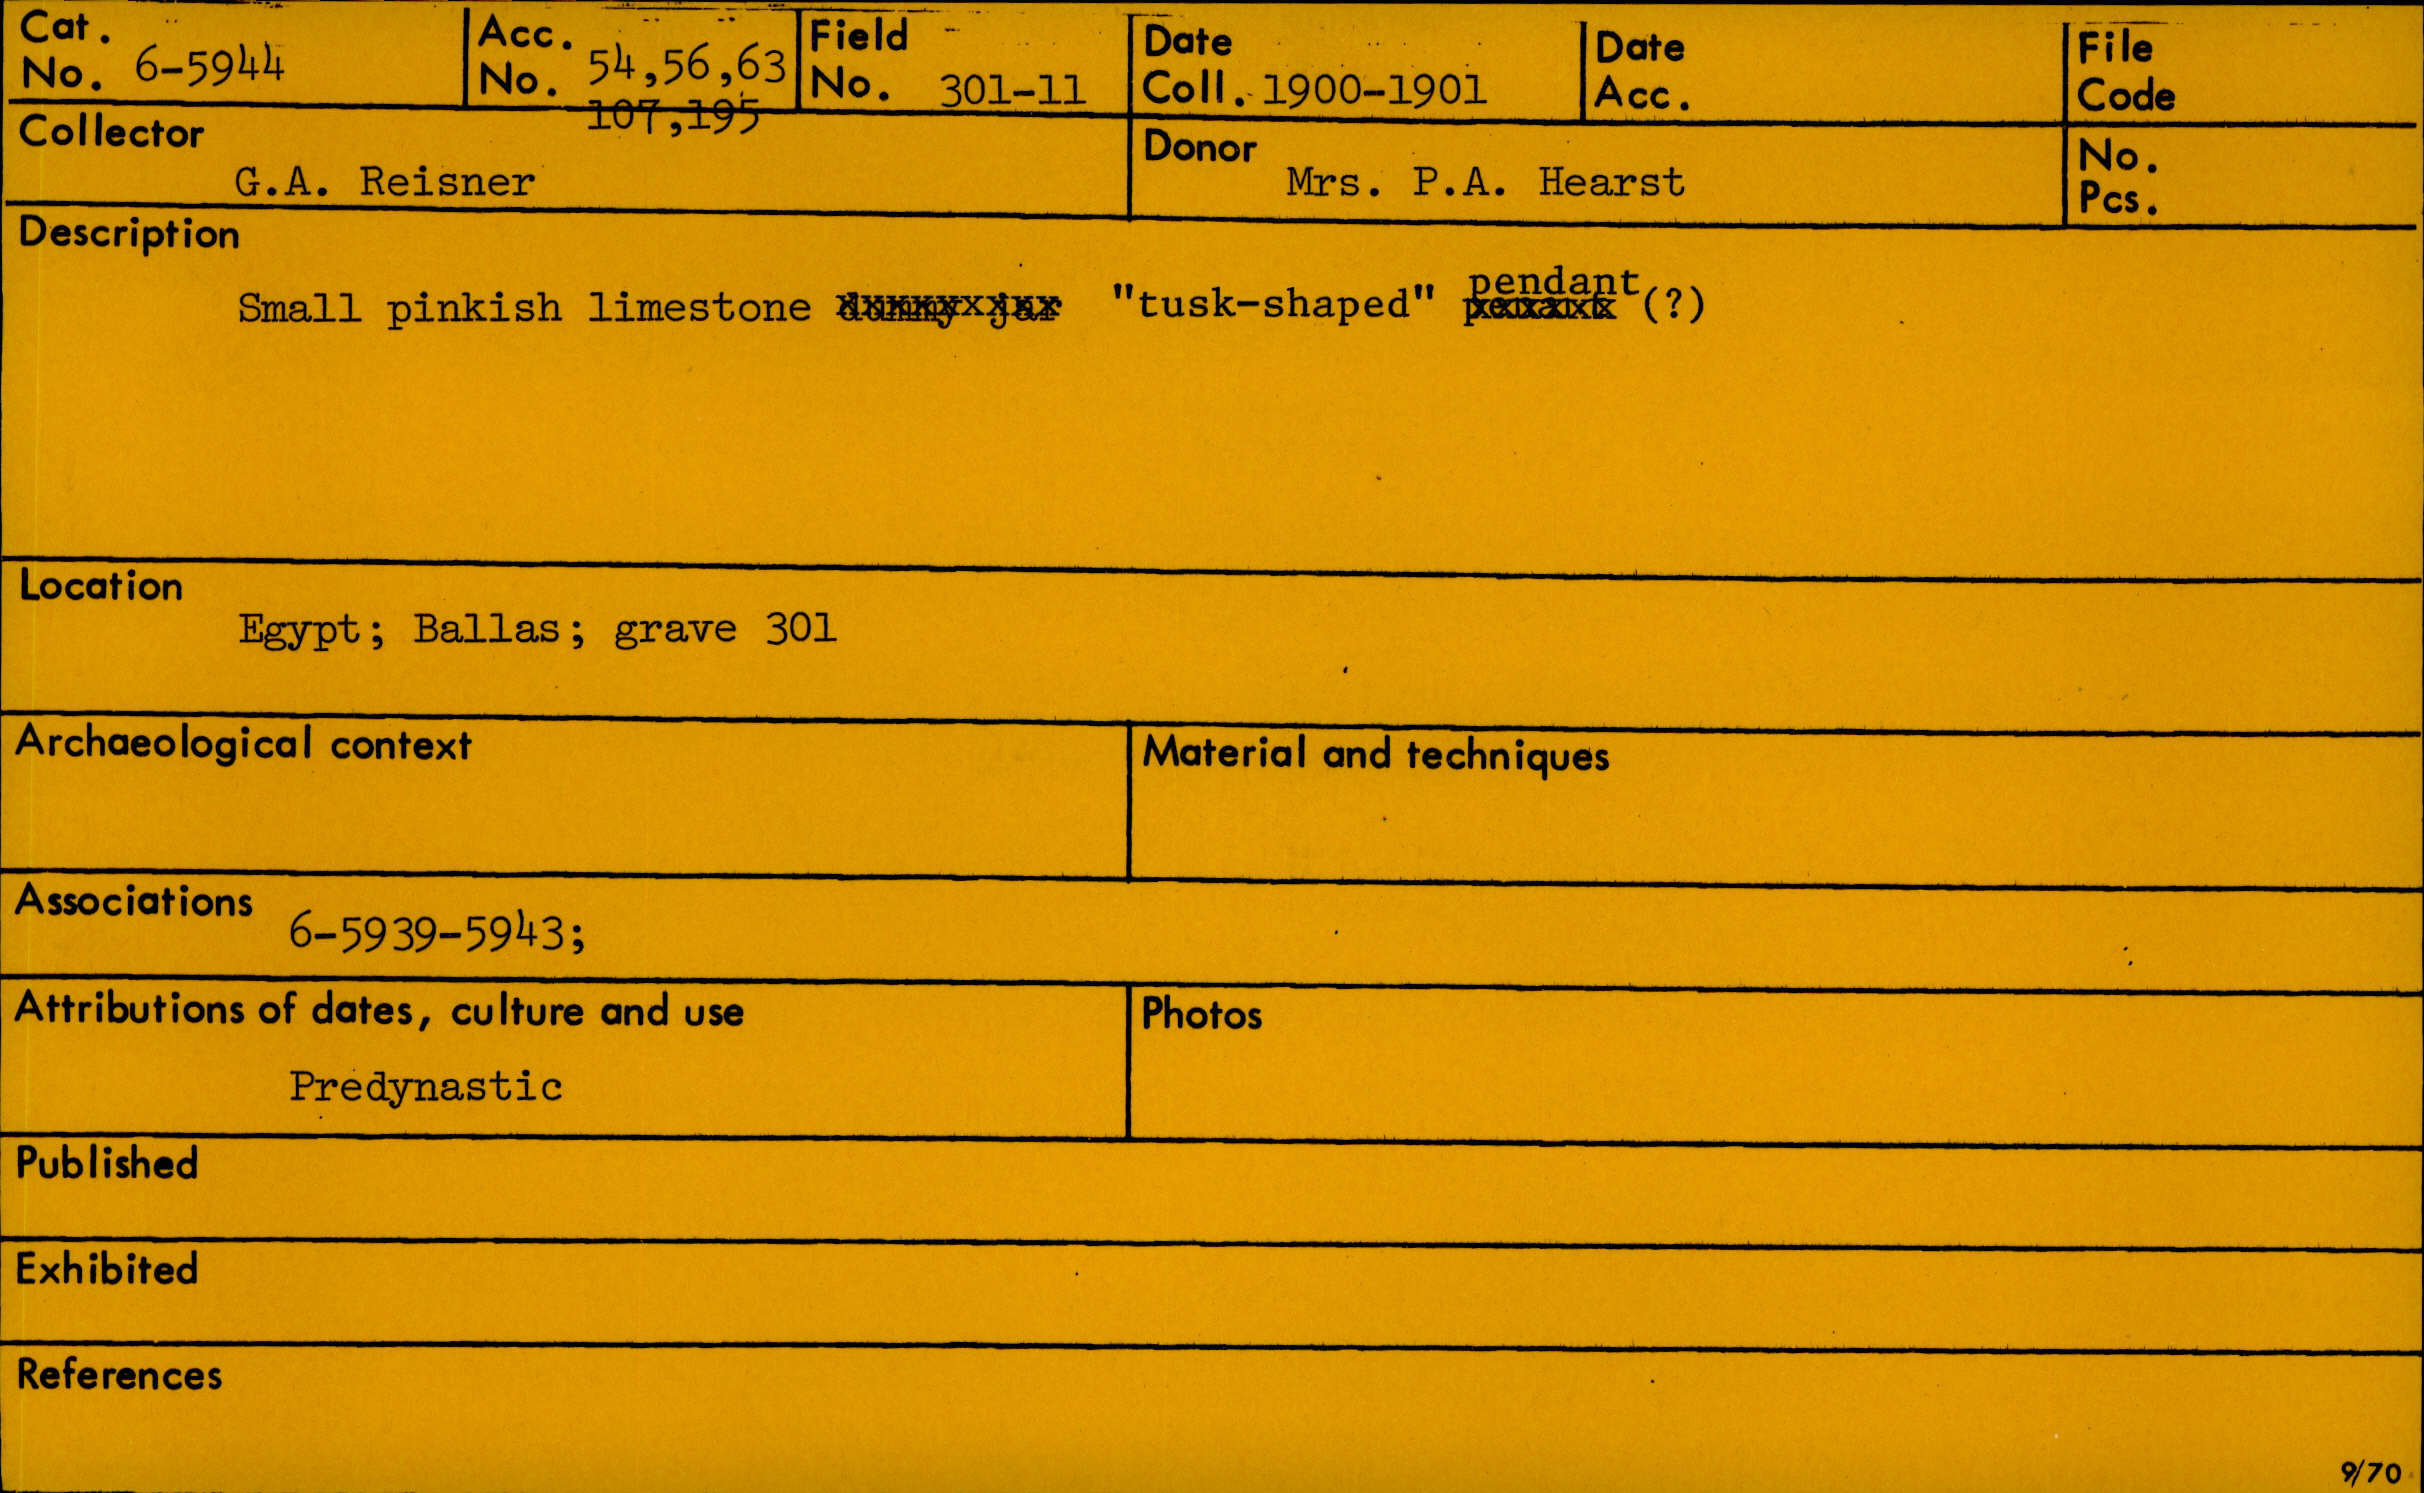 Cat. No. 6-5944
Acc. No. 54,56,63
107,195
Field No. 301-11
Date Coll. 1900-1901
Date Acc.
File Code
Collector
G.A. Reisner
Donor
Mrs. P.A. Hearst
No. Pcs.
Description
Small pinkish limestone dummy jar "tusk-shaped" pendant (?)
Location
Egypt; Ballas; grave 301
Archaeological context
Material and techniques
Associations
6-5939-5943;
Attributions of dates, culture and use
Predynastic
Photos
Published
Exhibited
References
9/70